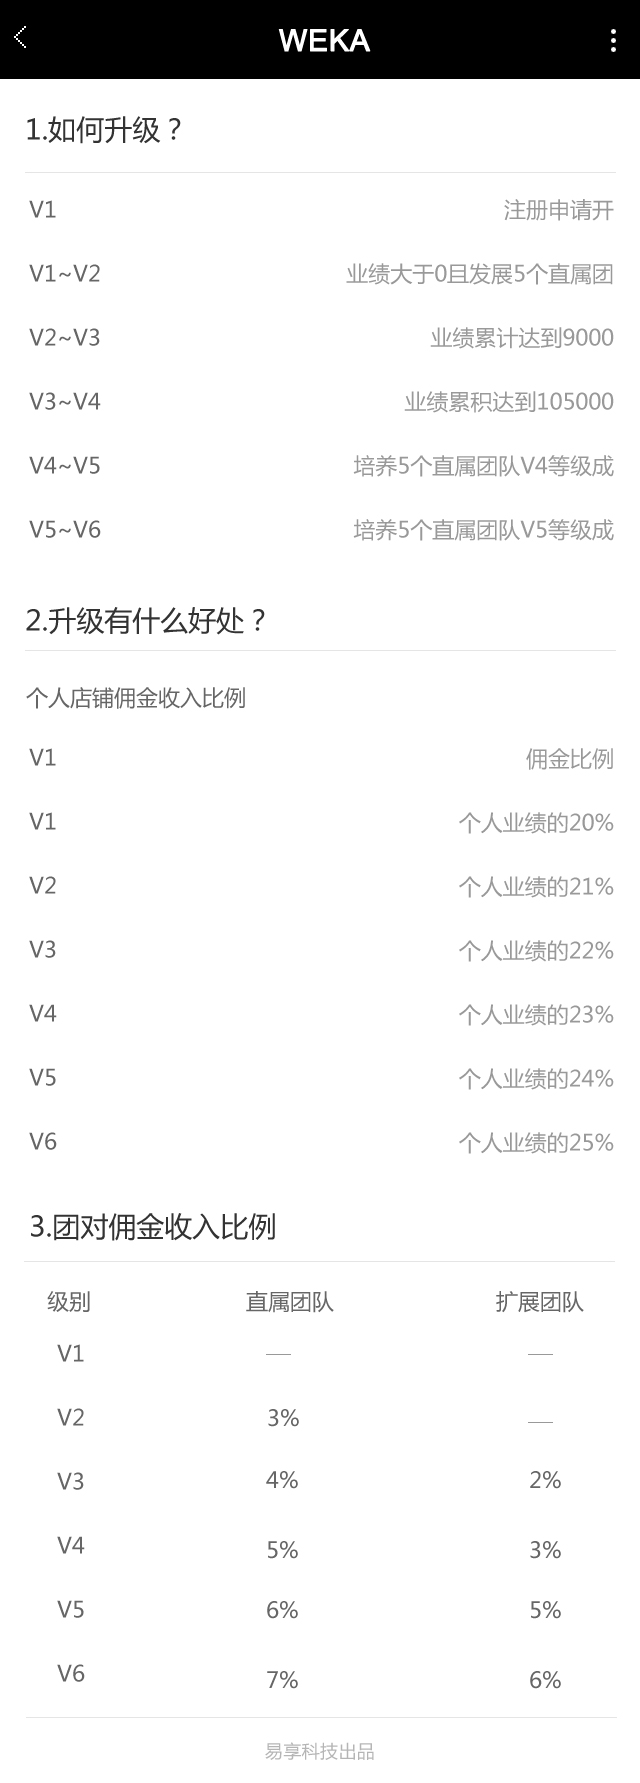 WEKA
1.如何升级？
V1 注册申请开
V1~V2 业绩大于0且发展5个直属团
V2~V3 业绩累计达到9000
V3~V4 业绩累积达到105000
V4~V5 培养5个直属团队V4等级成
V5~V6 培养5个直属团队V5等级成
2.升级有什么好处？
个人店铺佣金收入比例
V1 佣金比例
V1 个人业绩的20%
V2 个人业绩的21%
V3 个人业绩的22%
V4 个人业绩的23%
V5 个人业绩的24%
V6 个人业绩的25%
3.团对佣金收入比例
级别 直属团队 扩展团队
V1 — —
V2 3% —
V3 4% 2%
V4 5% 3%
V5 6% 5%
V6 7% 6%
易享科技出品